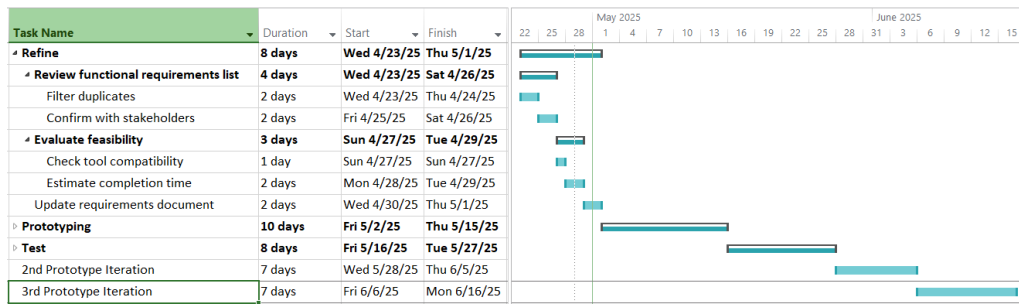 May 2025 June 2025
Task Name Duration Start Finish 22 25 28 1 4 7 10 13 16 19 22 25 28 31 3 6 9 12 15
Refine 8 days Wed 4/23/25 Thu 5/1/25
Review functional requirements list 4 days Wed 4/23/25 Sat 4/26/25
Filter duplicates 2 days Wed 4/23/25 Thu 4/24/25
Confirm with stakeholders 2 days Fri 4/25/25 Sat 4/26/25
Evaluate feasibility 3 days Sun 4/27/25 Tue 4/29/25
Check tool compatibility 1 day Sun 4/27/25 Sun 4/27/25
Estimate completion time 2 days Mon 4/28/25 Tue 4/29/25
Update requirements document 2 days Wed 4/30/25 Thu 5/1/25
Prototyping 10 days Fri 5/2/25 Thu 5/15/25
Test 8 days Fri 5/16/25 Tue 5/27/25
2nd Prototype Iteration 7 days Wed 5/28/25 Thu 6/5/25
3rd Prototype Iteration 7 days Fri 6/6/25 Mon 6/16/25